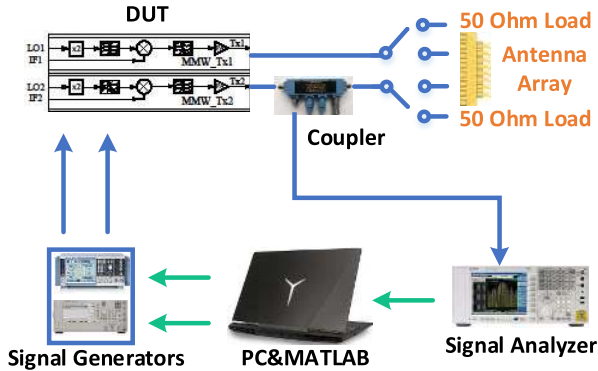 DUT
LO1
x2
Tx1
IF1
MMW_Tx1
LO2
x2
Tx2
IF2
MMW_Tx2
50 Ohm Load
Antenna
Array
50 Ohm Load
Coupler
Signal Generators
PC&MATLAB
Signal Analyzer